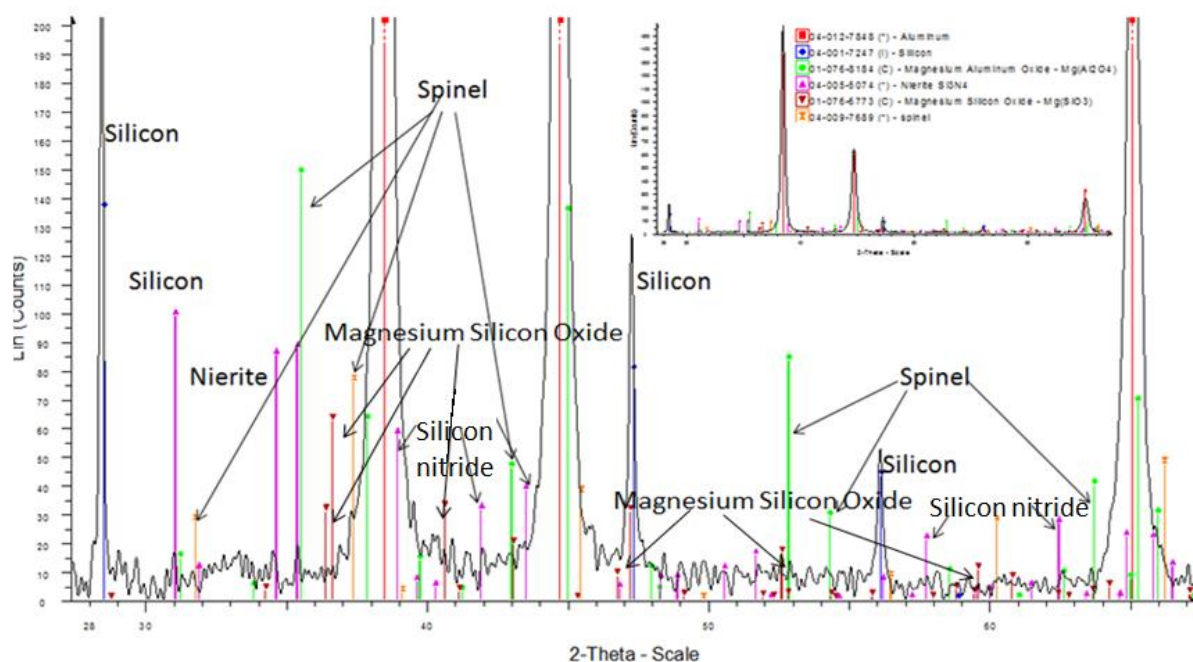 Lin (Counts)
200
190
180
170
160
150
140
130
120
110
100
90
80
70
60
50
40
30
20
10
0
Spinel
Silicon
Silicon
Silicon
Magnesium Silicon Oxide
Nierite
Silicon
nitride
Spinel
Silicon
Magnesium Silicon Oxide
Silicon nitride
28
30
40
50
60
2-Theta - Scale
04-012-7848 (*) - Aluminum
04-001-7247 (I) - Silicon
01-076-8184 (C) - Magnesium Aluminum Oxide - Mg(Al2O4)
04-005-5074 (*) - Nierite Si3N4
01-076-6773 (C) - Magnesium Silicon Oxide - Mg(SiO3)
04-009-7689 (*) - spinel
2-Theta - Scale